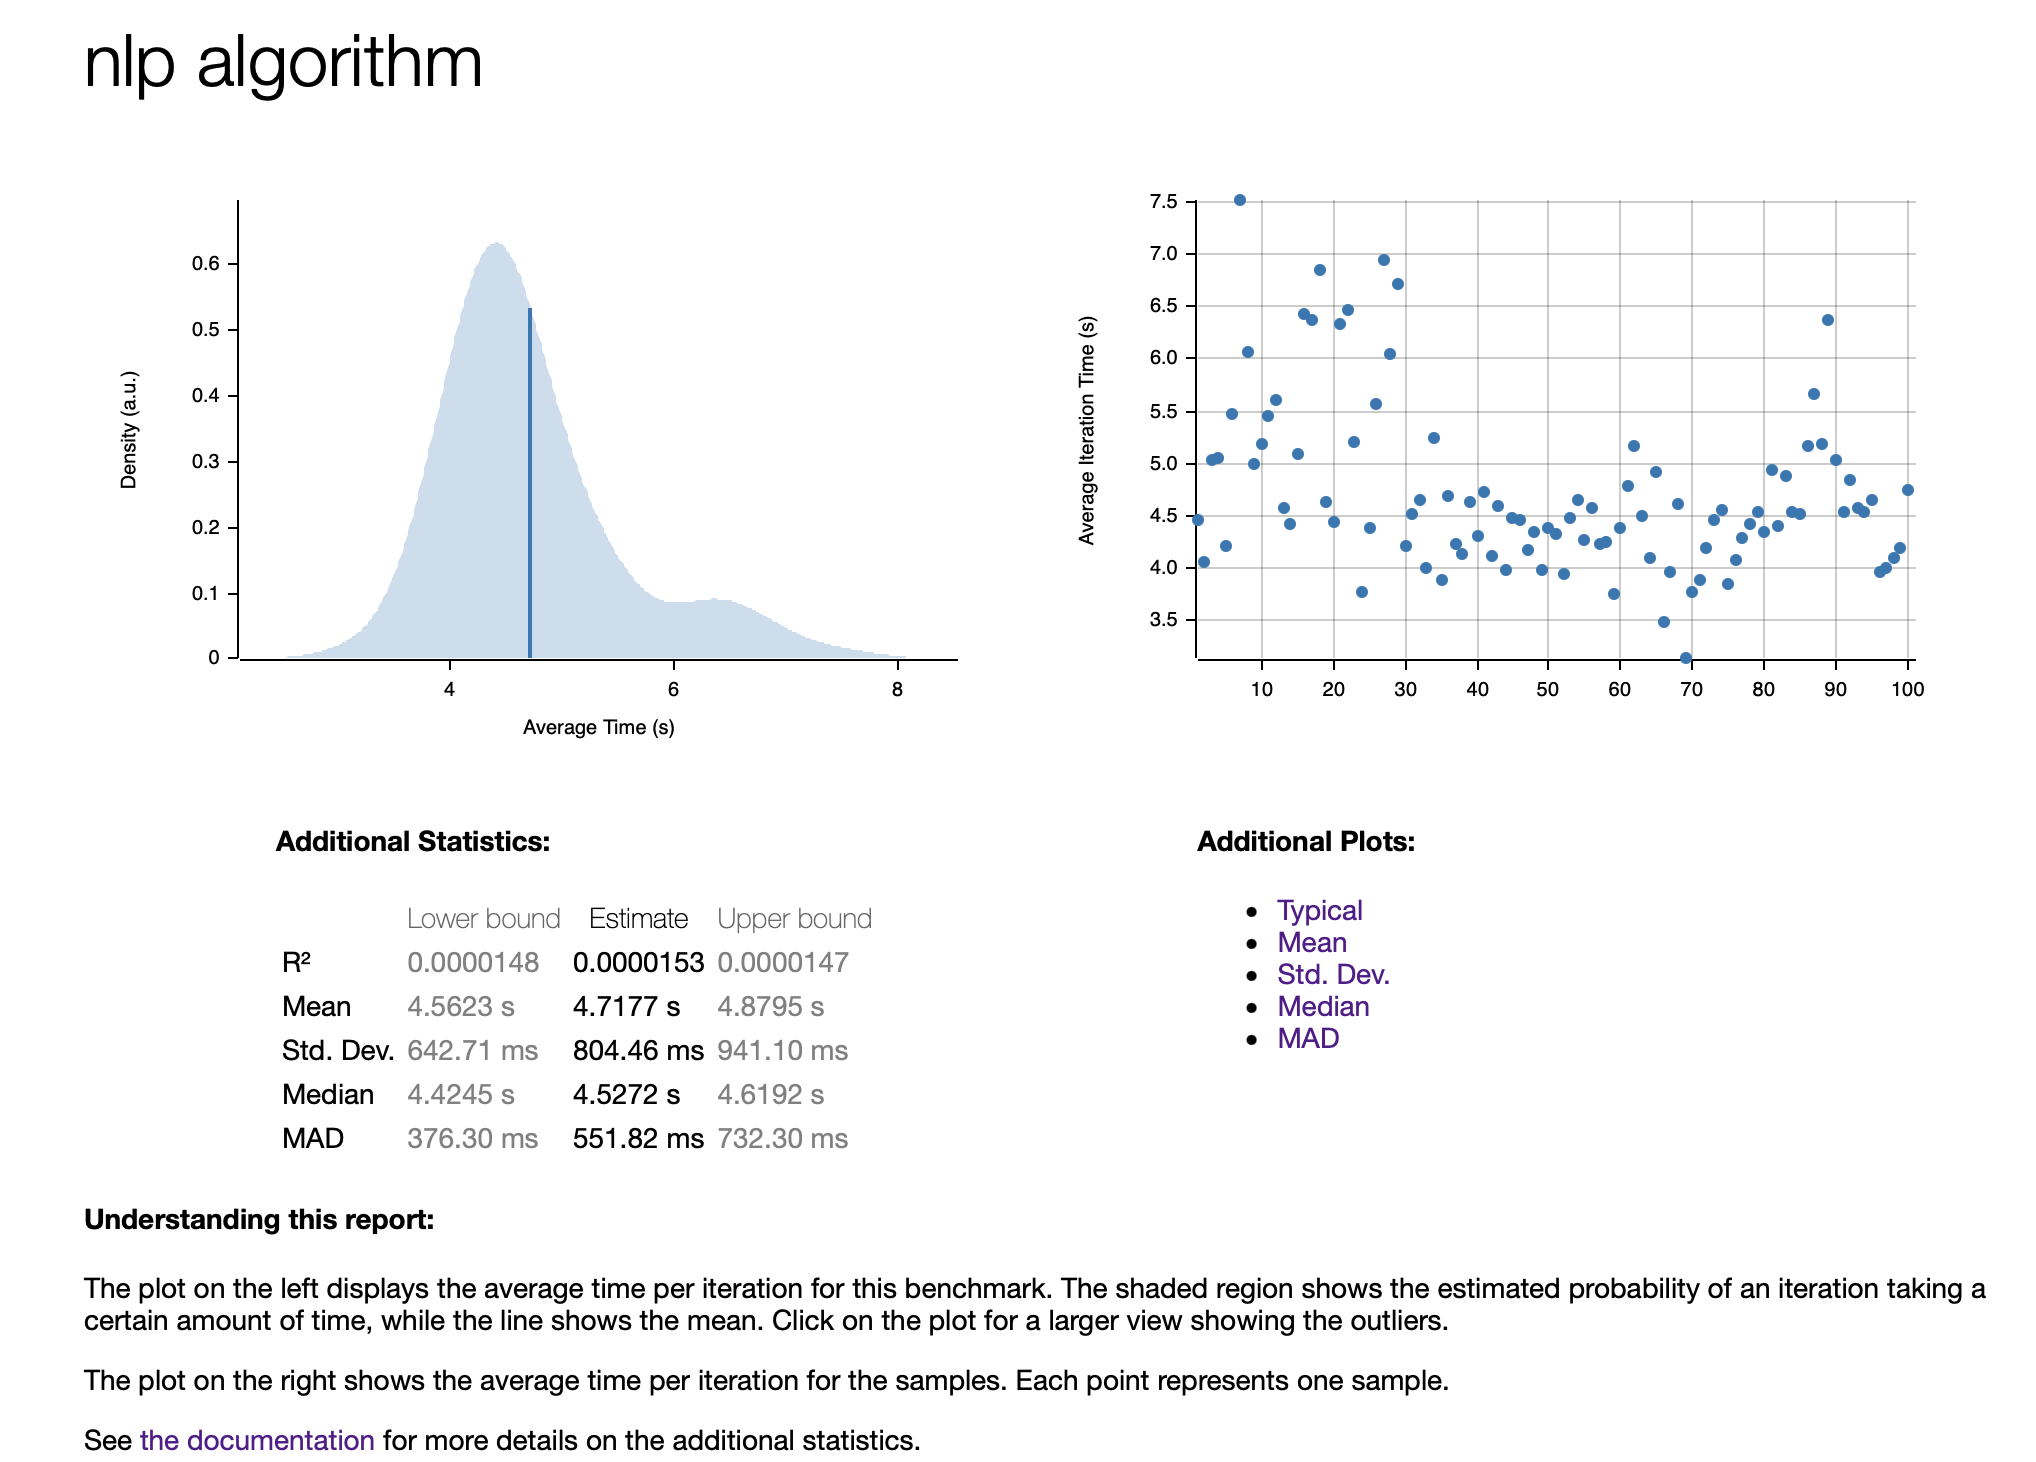 nlp algorithm
0.6
0.5
0.4
0.3
0.2
0.1
0
Density (a.u.)
4 6 8
Average Time (s)
7.5
7.0
6.5
6.0
5.5
5.0
4.5
4.0
3.5
Average Iteration Time (s)
10 20 30 40 50 60 70 80 90 100
Additional Statistics:
Lower bound Estimate Upper bound
R² 0.0000148 0.0000153 0.0000147
Mean 4.5623 s 4.7177 s 4.8795 s
Std. Dev. 642.71 ms 804.46 ms 941.10 ms
Median 4.4245 s 4.5272 s 4.6192 s
MAD 376.30 ms 551.82 ms 732.30 ms
Additional Plots:
• Typical
• Mean
• Std. Dev.
• Median
• MAD
Understanding this report:
The plot on the left displays the average time per iteration for this benchmark. The shaded region shows the estimated probability of an iteration taking a
certain amount of time, while the line shows the mean. Click on the plot for a larger view showing the outliers.
The plot on the right shows the average time per iteration for the samples. Each point represents one sample.
See the documentation for more details on the additional statistics.